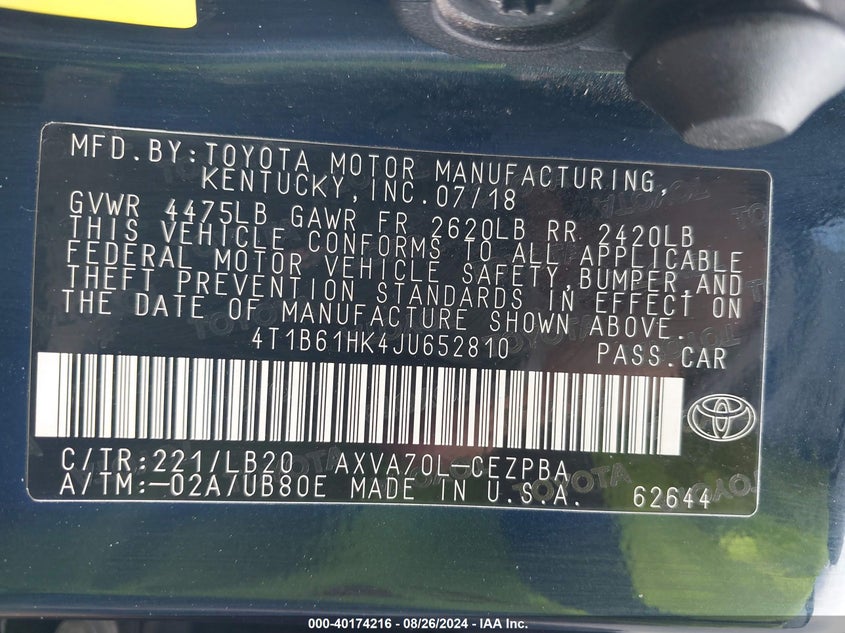 MFD.BY:TOYOTA MOTOR MANUFACTURING,
KENTUCKY,INC.07/18
GVWR 4475LB GAWR FR 2620LB RR 2420LB
THIS VEHICLE CONFORMS TO ALL APPLICABLE
FEDERAL MOTOR VEHICLE SAFETY,BUMPER,AND
THEFT PREVENTION STANDARDS IN EFFECT ON
THE DATE OF MANUFACTURE SHOWN ABOVE.
4T1B61HK4JU652810 PASS.CAR
C/TR:221/LB20 AXVA70L-CEZPBA
A/TM:-02A/UB80E MADE IN U.S.A. 62644
000-40174216 - 08/26/2024 - IAA Inc.